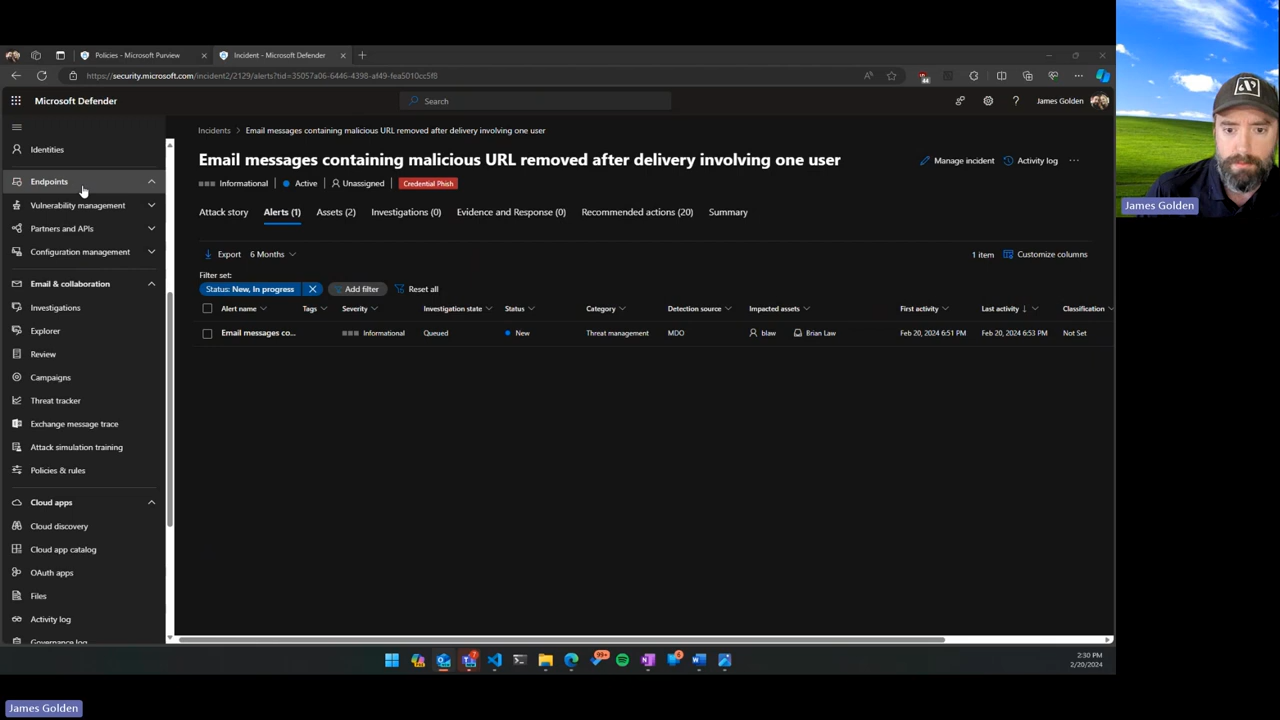 Policies - Microsoft Purview
Incident - Microsoft Defender
https://security.microsoft.com/incident2/2129/alerts?tid=35057a06-6446-4398-af49-fea5010cc5f8
Microsoft Defender
Search
James Golden
Identities
Endpoints
Vulnerability management
Partners and APIs
Configuration management
Email & collaboration
Investigations
Explorer
Review
Campaigns
Threat tracker
Exchange message trace
Attack simulation training
Policies & rules
Cloud apps
Cloud discovery
Cloud app catalog
OAuth apps
Files
Activity log
Governance log
Incidents > Email messages containing malicious URL removed after delivery involving one user
Email messages containing malicious URL removed after delivery involving one user
Manage incident Activity log ...
Informational Active Unassigned Credential Phish
Attack story Alerts (1) Assets (2) Investigations (0) Evidence and Response (0) Recommended actions (20) Summary
Export 6 Months 1 item Customize columns
Filter set:
Status: New, In progress Add filter Reset all
Alert name Tags Severity Investigation state Status Category Detection source Impacted assets First activity Last activity Classification
Email messages co... Informational Queued New Threat management MDO blaw Brian Law Feb 20, 2024 6:51 PM Feb 20, 2024 6:53 PM Not Set
99+
2:30 PM
2/20/2024
James Golden
James Golden